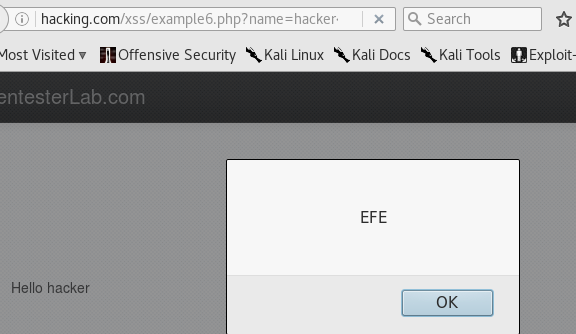 hacking.com/xss/example6.php?name=hacker
Search
Most Visited
Offensive Security
Kali Linux
Kali Docs
Kali Tools
Exploit-
entesterLab.com
EFE
Hello hacker
OK